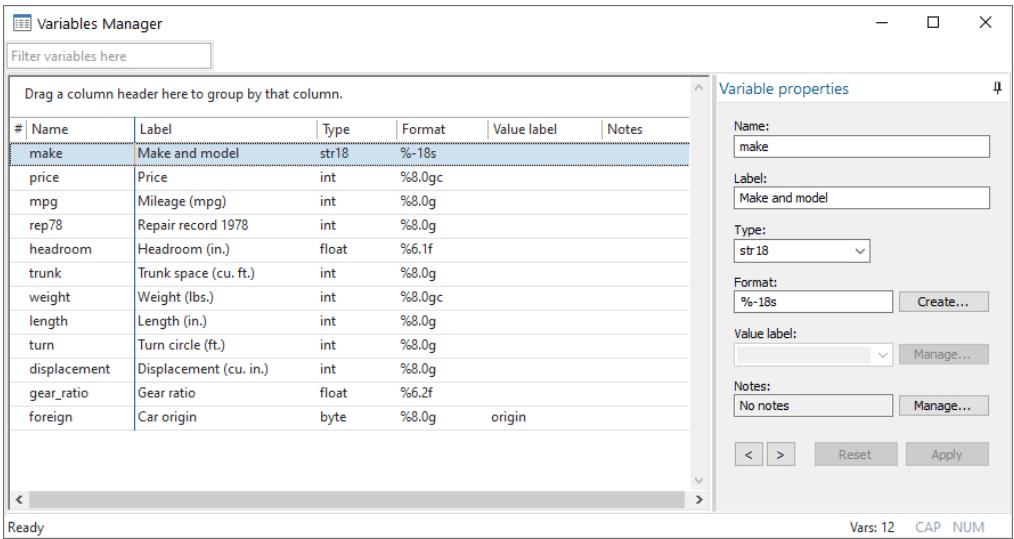 Variables Manager
Filter variables here
Drag a column header here to group by that column.
# Name Label Type Format Value label Notes
make Make and model str18 %-18s
price Price int %8.0gc
mpg Mileage (mpg) int %8.0g
rep78 Repair record 1978 int %8.0g
headroom Headroom (in.) float %6.1f
trunk Trunk space (cu. ft.) int %8.0g
weight Weight (lbs.) int %8.0gc
length Length (in.) int %8.0g
turn Turn circle (ft.) int %8.0g
displacement Displacement (cu. in.) int %8.0g
gear_ratio Gear ratio float %6.2f
foreign Car origin byte %8.0g origin
Variable properties
Name:
make
Label:
Make and model
Type:
str18
Format:
%-18s Create...
Value label:
Manage...
Notes:
No notes Manage...
< > Reset Apply
Ready Vars: 12 CAP NUM